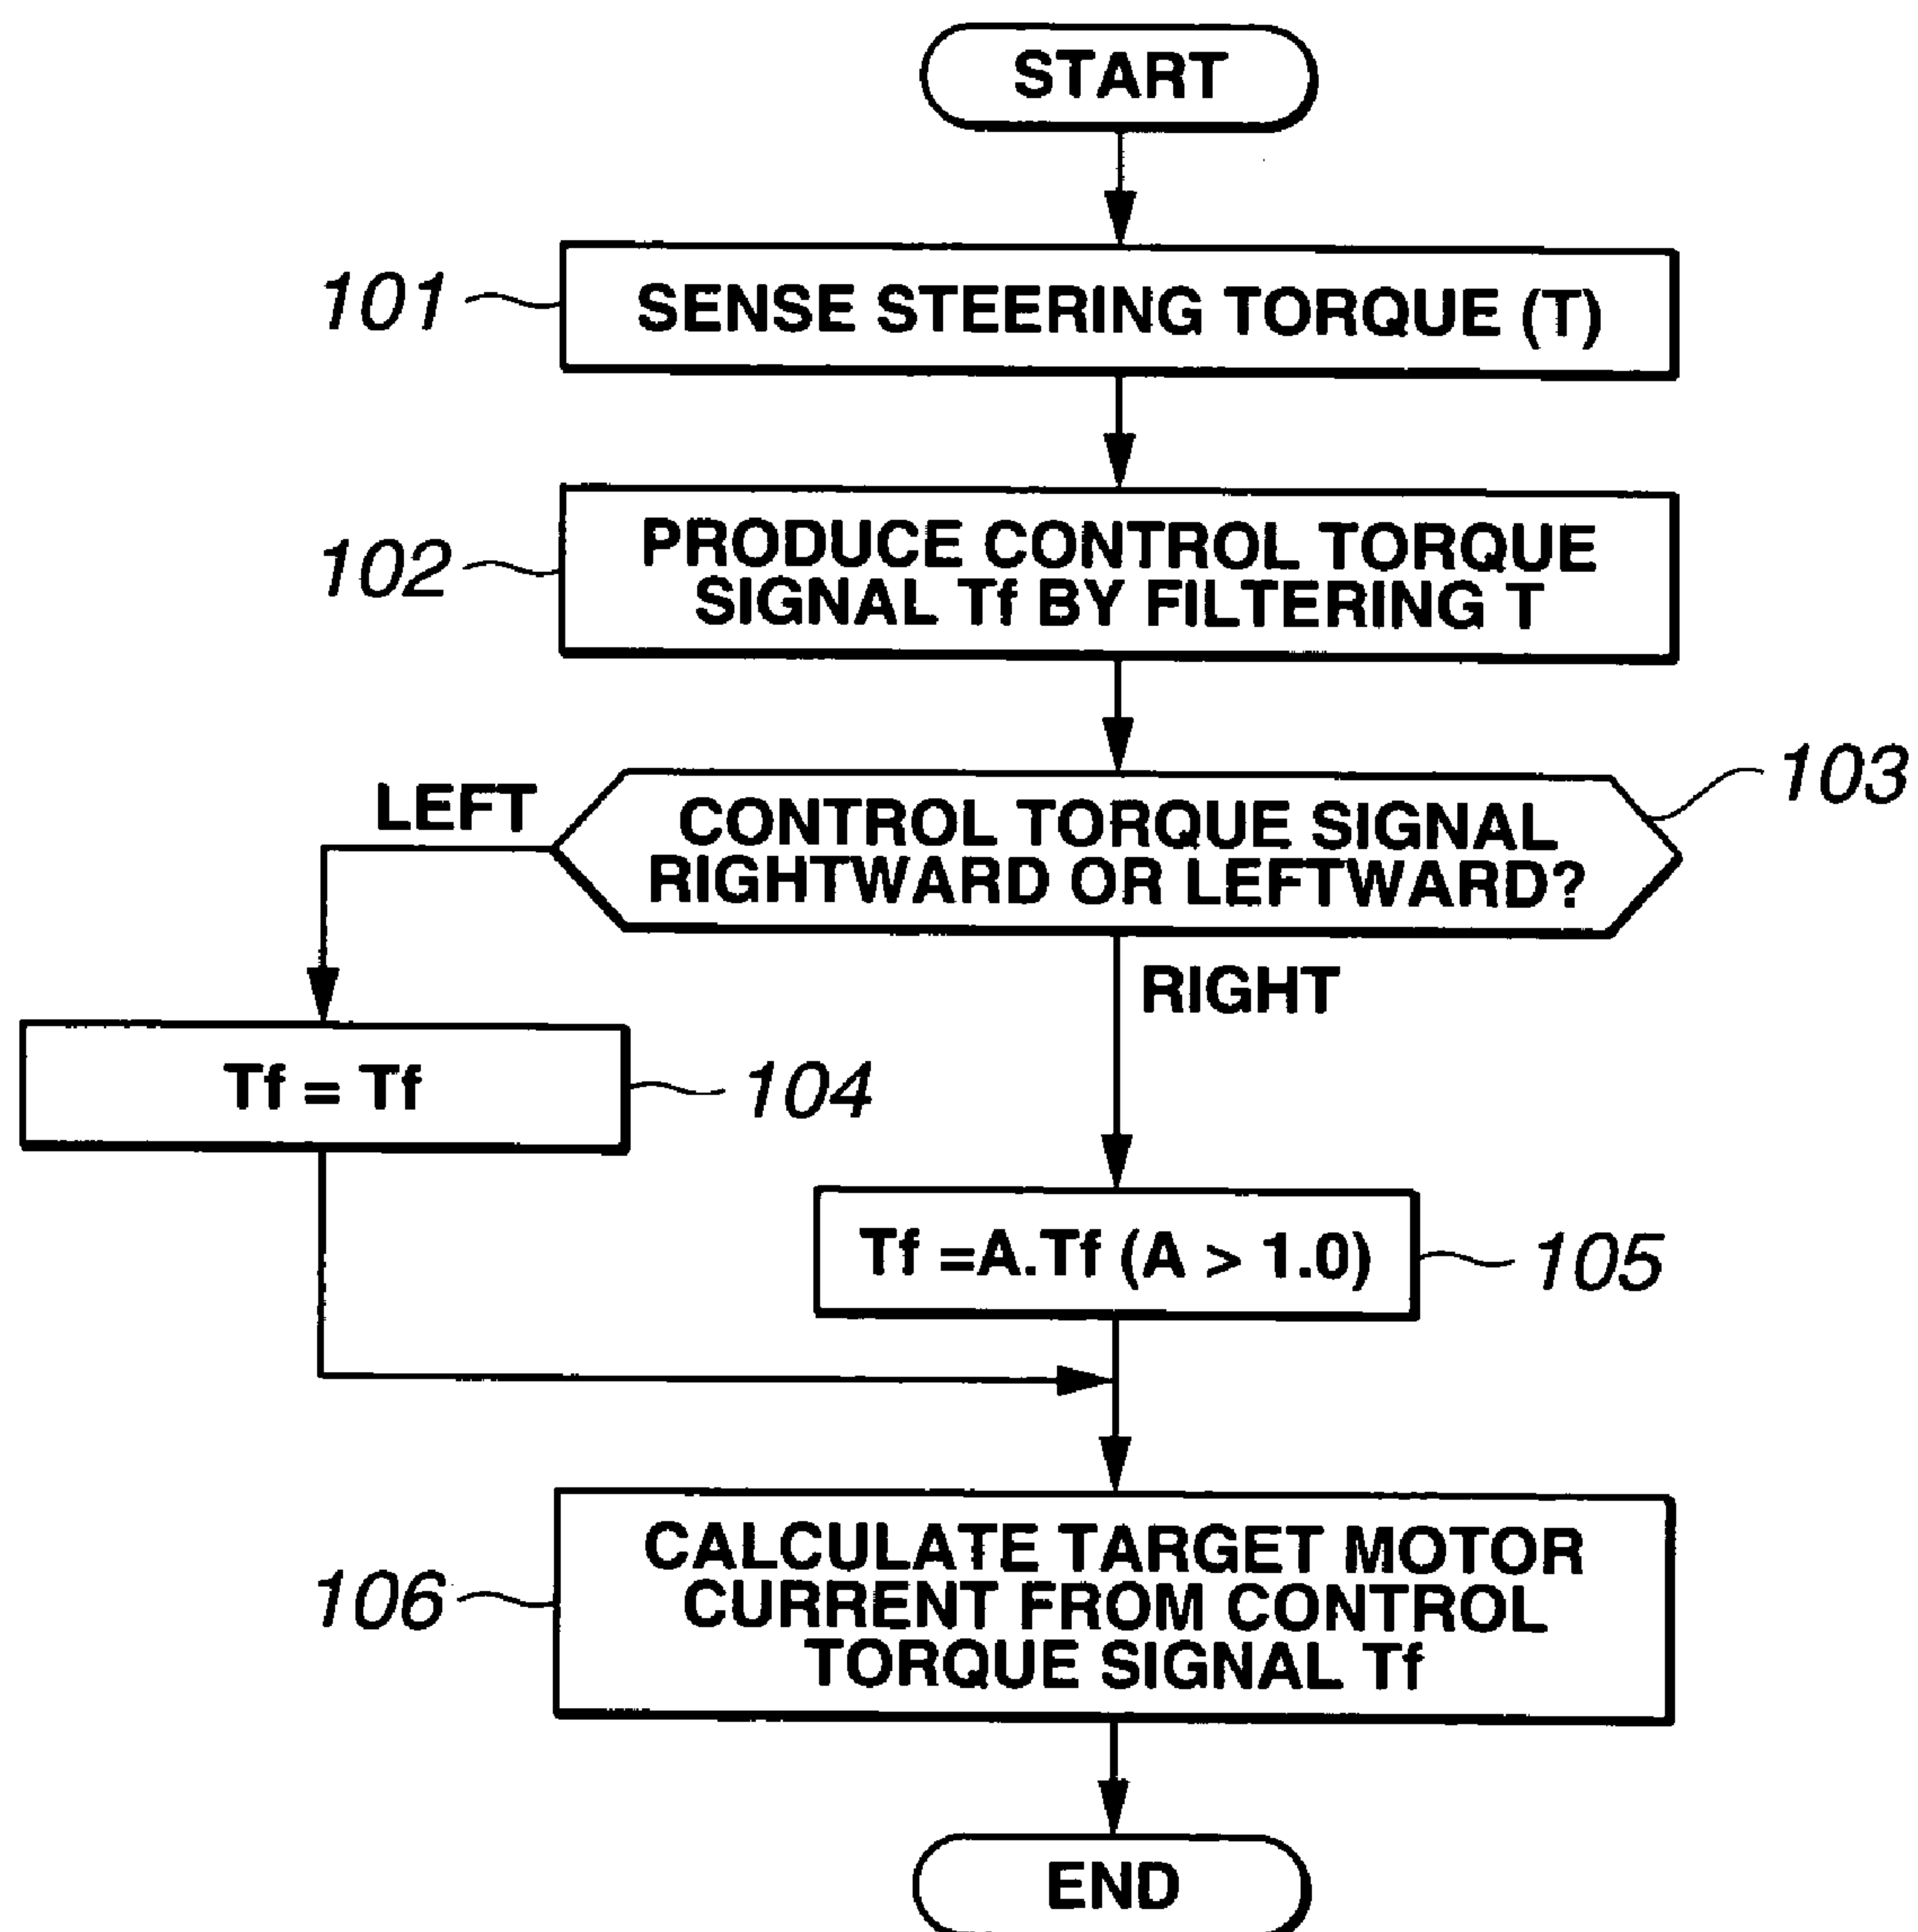 START
101
SENSE STEERING TORQUE (T)
102
PRODUCE CONTROL TORQUE
SIGNAL Tf BY FILTERING T
103
LEFT
CONTROL TORQUE SIGNAL
RIGHTWARD OR LEFTWARD?
RIGHT
Tf = Tf
104
Tf =A.Tf (A > 1.0)
105
106
CALCULATE TARGET MOTOR
CURRENT FROM CONTROL
TORQUE SIGNAL Tf
END